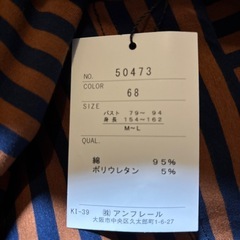 NO. 50473
COLOR
68
SIZE
バスト 79～ 94
身長 154～162
M～L
QUAL.
綿 95%
ポリウレタン 5%
KI-39 ㈱アンフレール
大阪市中央区久太郎町1-6-27